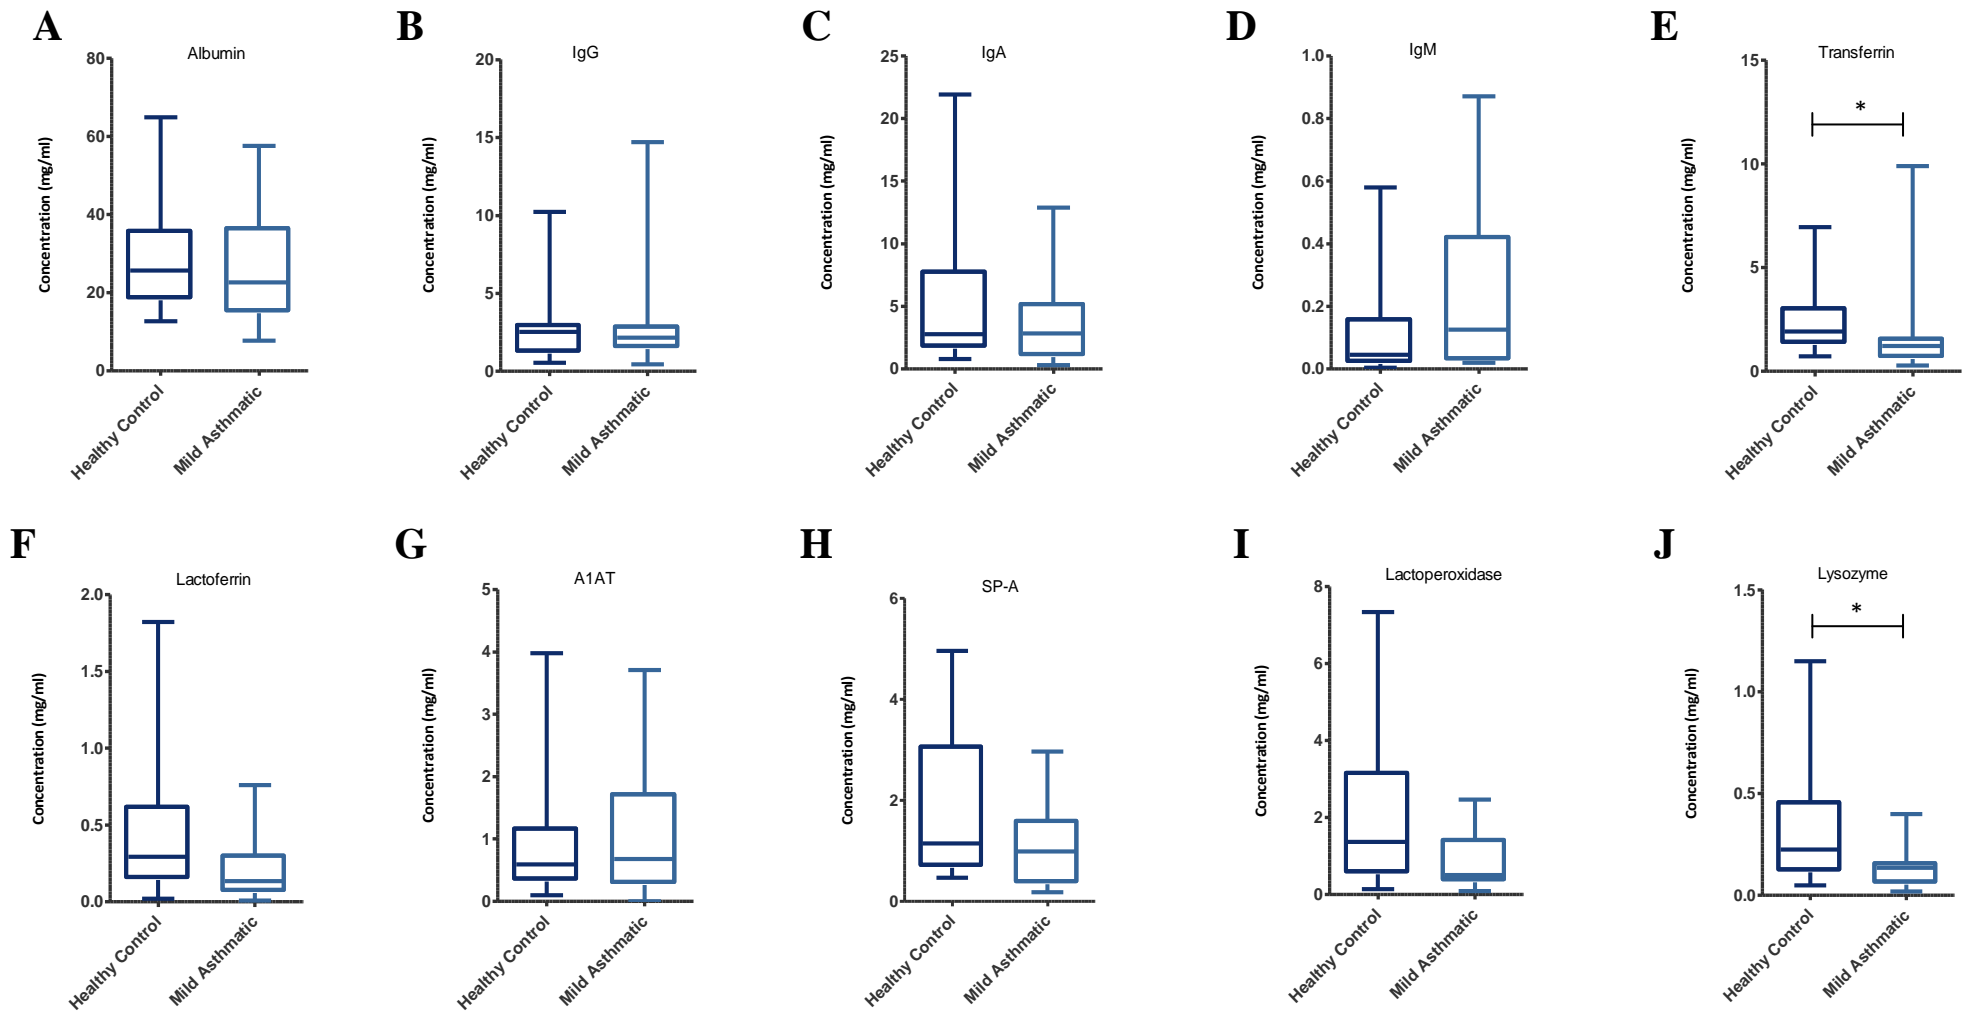 A
Albumin
Concentration (mg/ml)
80
60
40
20
0
Healthy Control
Mild Asthmatic
B
IgG
Concentration (mg/ml)
20
15
10
5
0
Healthy Control
Mild Asthmatic
C
IgA
Concentration (mg/ml)
25
20
15
10
5
0
Healthy Control
Mild Asthmatic
D
IgM
Concentration (mg/ml)
1.0
0.8
0.6
0.4
0.2
0.0
Healthy Control
Mild Asthmatic
E
Transferrin
Concentration (mg/ml)
15
10
5
0
*
Healthy Control
Mild Asthmatic
F
Lactoferrin
Concentration (mg/ml)
2.0
1.5
1.0
0.5
0.0
Healthy Control
Mild Asthmatic
G
A1AT
Concentration (mg/ml)
5
4
3
2
1
0
Healthy Control
Mild Asthmatic
H
SP-A
Concentration (mg/ml)
6
4
2
0
Healthy Control
Mild Asthmatic
I
Lactoperoxidase
Concentration (mg/ml)
8
6
4
2
0
Healthy Control
Mild Asthmatic
J
Lysozyme
Concentration (mg/ml)
1.5
1.0
0.5
0.0
*
Healthy Control
Mild Asthmatic